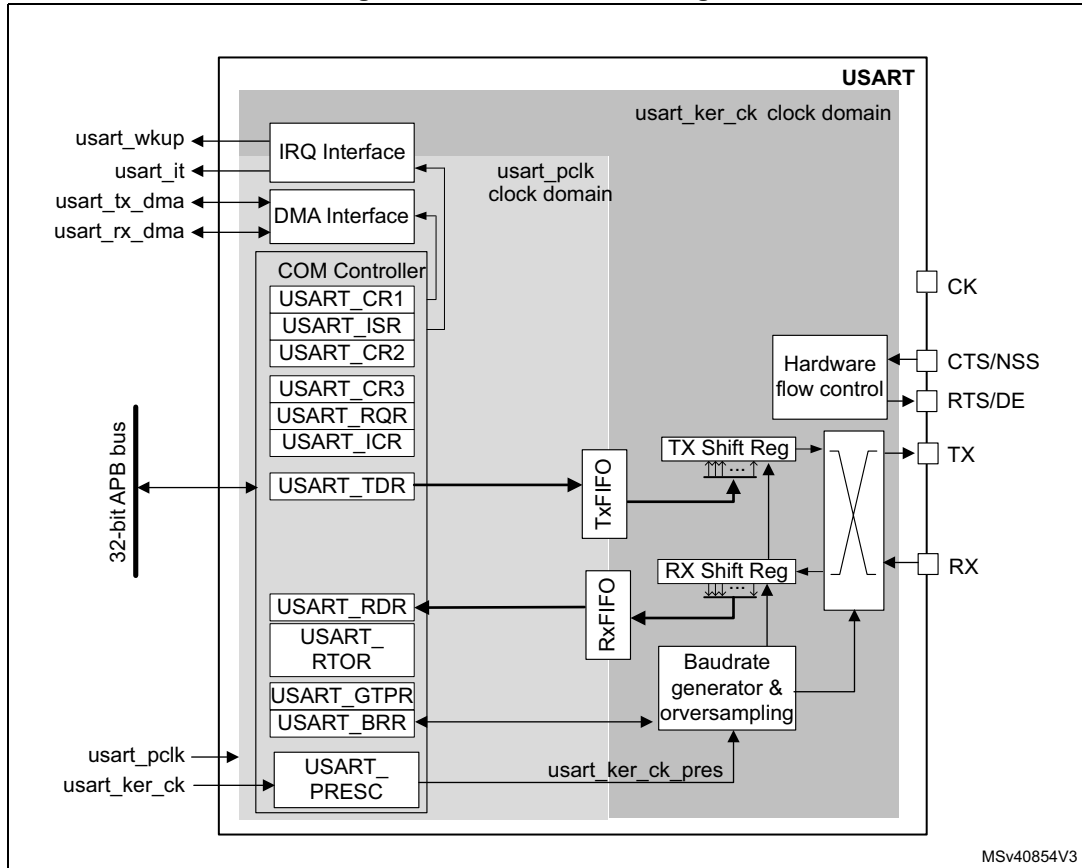 USART
usart_ker_ck clock domain
usart_wkup
IRQ Interface
usart_it
usart_pclk
clock domain
usart_tx_dma
DMA Interface
usart_rx_dma
COM Controller
USART_CR1
USART_ISR
USART_CR2
USART_CR3
USART_RQR
USART_ICR
USART_TDR
32-bit APB bus
TxFIFO
TX Shift Reg
...
Hardware
flow control
CK
CTS/NSS
RTS/DE
TX
RX
RX Shift Reg
...
RxFIFO
USART_RDR
USART_
RTOR
Baudrate
generator &
orversampling
USART_GTPR
USART_BRR
usart_pclk
usart_ker_ck
USART_
PRESC
usart_ker_ck_pres
MSv40854V3